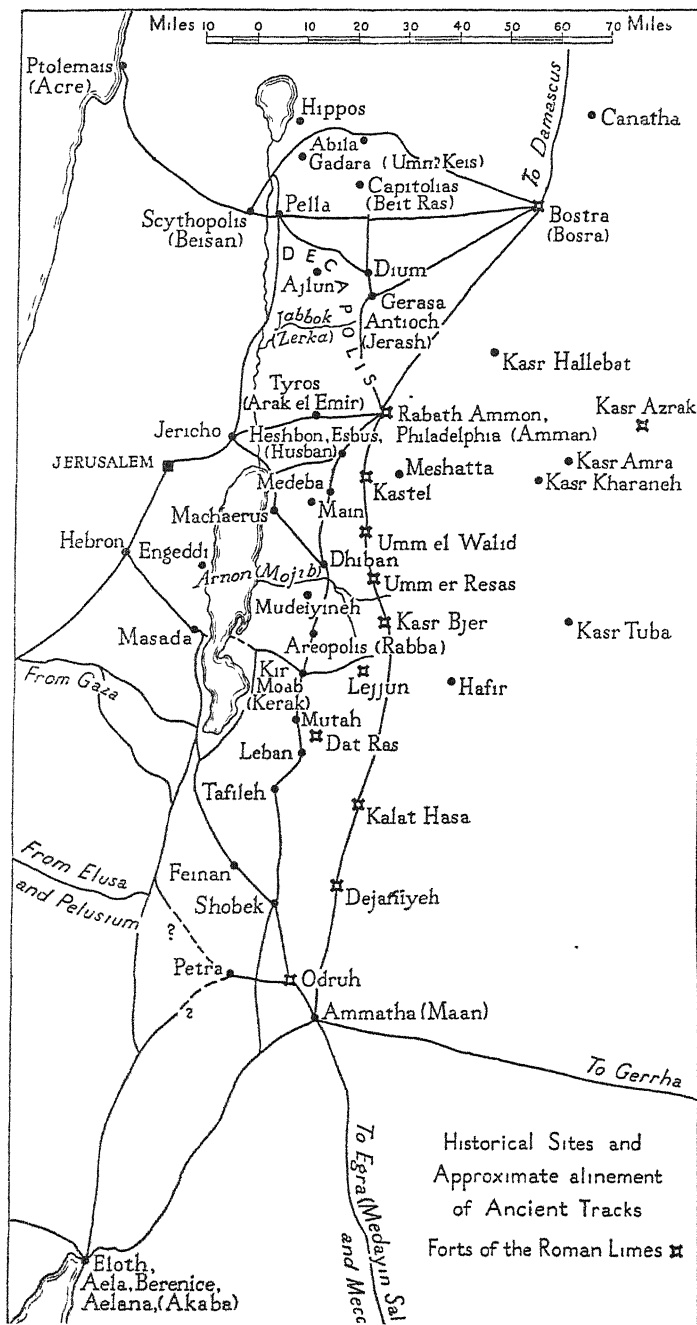 Miles 10 0 10 20 30 40 50 60 70 Miles
Ptolemais
(Acre)
Hippos
Canatha
To Damascus
Abila
Gadara (Umm Keis)
Capitolias
(Beit Ras)
Scythopolis
(Beisan)
Pella
Bostra
(Bosra)
DECAPOLIS
Ajlun
Dium
Gerasa
Antioch
(Jerash)
Jabbok
(Zerka)
Kasr Hallebat
Tyros
(Arak el Emir)
Kasr Azrak
Rabath Ammon,
Philadelphia (Amman)
Jericho
Heshbon, Esbus,
(Husban)
JERUSALEM
Kasr Amra
Meshatta
Kasr Kharaneh
Medeba
Kastel
Main
Machaerus
Umm el Walid
Hebron
Engeddi
Dhiban
Arnon (Mojib)
Umm er Resas
Mudeiyineh
Kasr Bjer
Kasr Tuba
Masada
Areopolis (Rabba)
From Gaza
Kir
Moab
(Kerak)
Lejjun
Hafir
Mutah
Dat Ras
Leban
Tafileh
Kalat Hasa
From Elusa
and Pelusium
Feinan
Dejaniyeh
Shobek
?
Petra
Odruh
?
Ammatha (Maan)
To Gerrha
To Egra (Medayin Sal
and Mecc
Historical Sites and
Approximate alinement
of Ancient Tracks
Forts of the Roman Limes
Eloth,
Aela, Berenice,
Aelana, (Akaba)